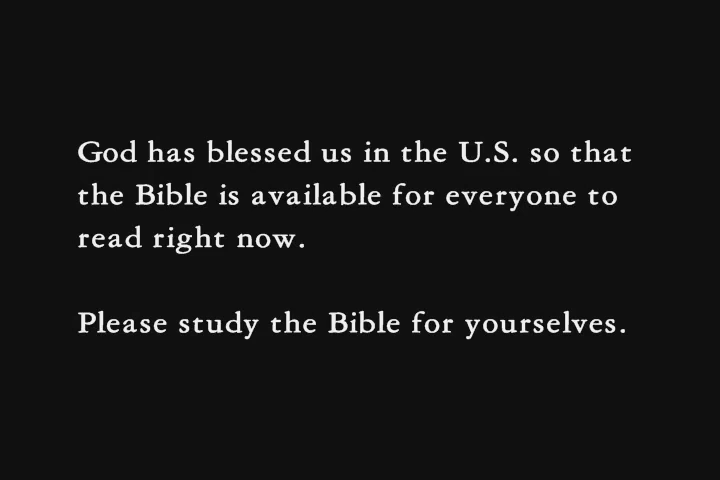 God has blessed us in the U.S. so that
the Bible is available for everyone to
read right now.
Please study the Bible for yourselves.